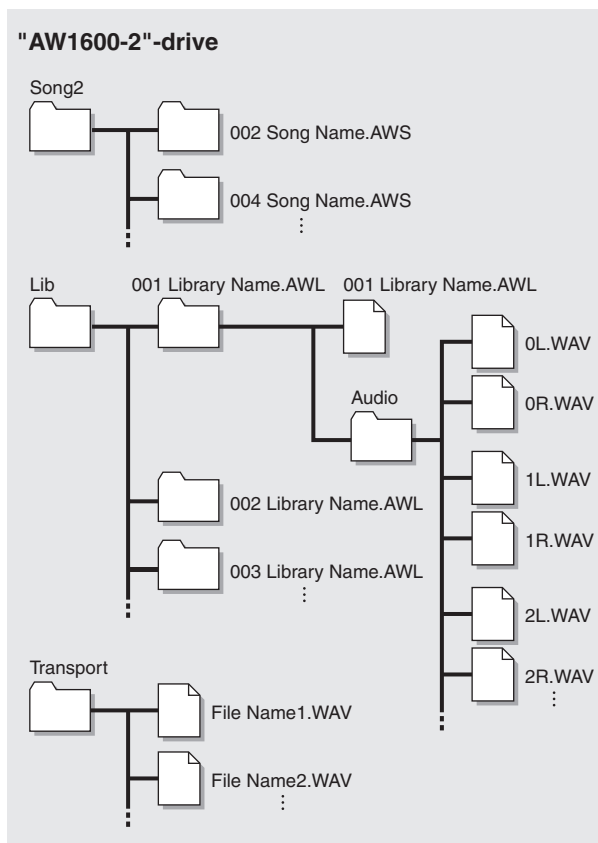 "AW1600-2"-drive
Song2
002 Song Name.AWS
004 Song Name.AWS
Lib
001 Library Name.AWL
001 Library Name.AWL
0L.WAV
Audio
0R.WAV
1L.WAV
002 Library Name.AWL
1R.WAV
003 Library Name.AWL
2L.WAV
Transport
2R.WAV
File Name1.WAV
File Name2.WAV